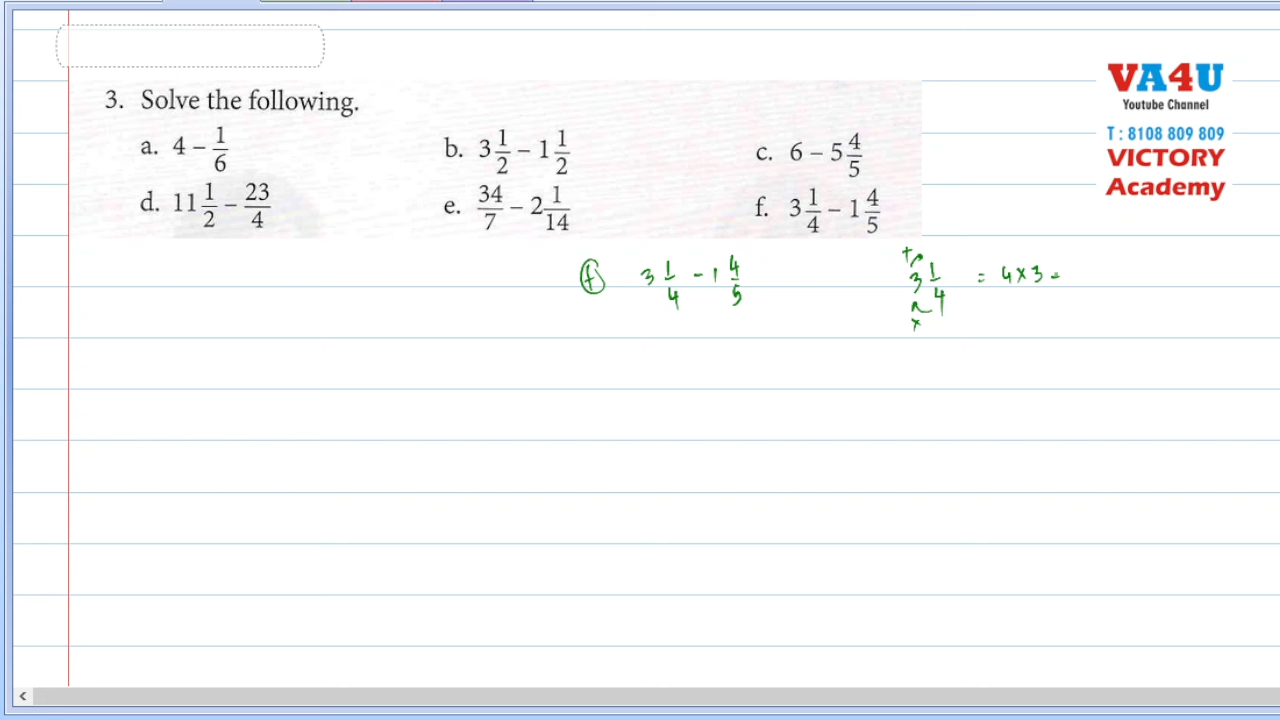 VA4U
Youtube Channel
T : 8108 809 809
VICTORY
Academy
3. Solve the following.
a. 4 - 1/6 b. 3 1/2 - 1 1/2 c. 6 - 5 4/5
d. 11 1/2 - 23/4 e. 34/7 - 2 1/14 f. 3 1/4 - 1 4/5
(f) 3 1/4 - 1 4/5 + 3 1/4 × = 4 × 3 =